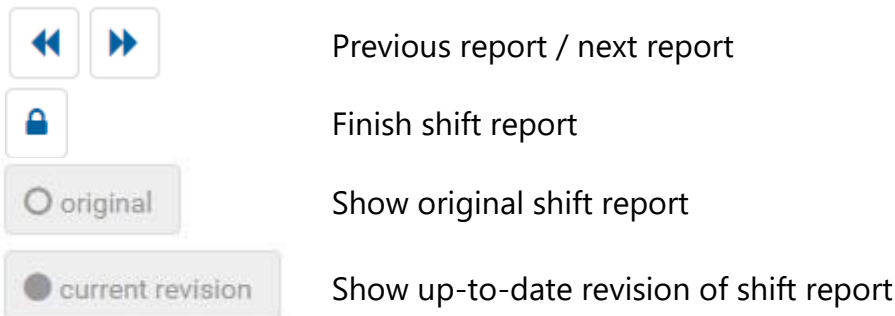 Previous report / next report
Finish shift report
original Show original shift report
current revision Show up-to-date revision of shift report